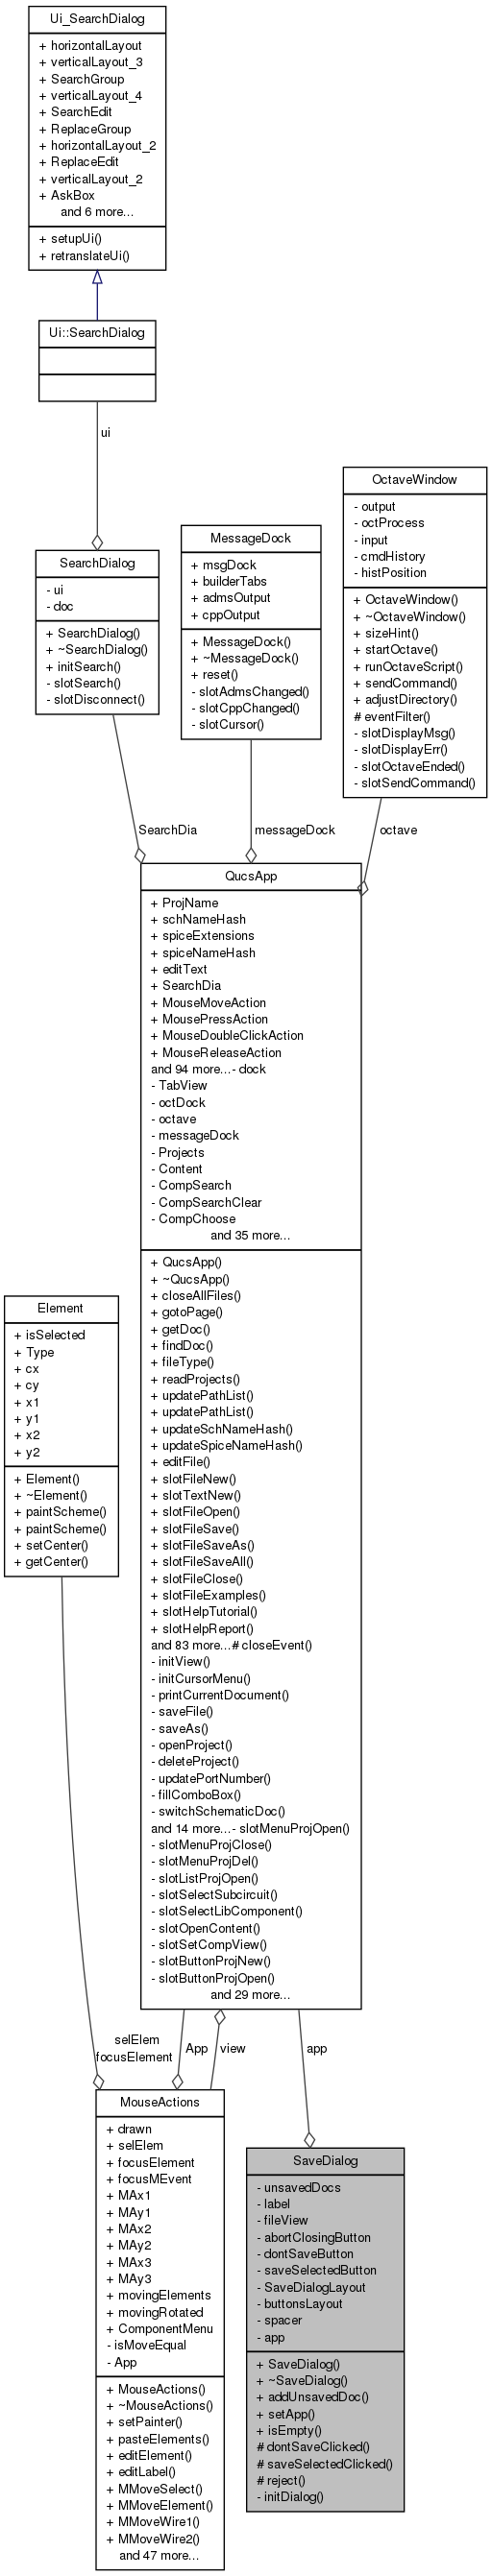 Ui_SearchDialog
+ horizontalLayout
+ verticalLayout_3
+ SearchGroup
+ verticalLayout_4
+ SearchEdit
+ ReplaceGroup
+ horizontalLayout_2
+ ReplaceEdit
+ verticalLayout_2
+ AskBox
and 6 more...
+ setupUi()
+ retranslateUi()
Ui::SearchDialog
ui
SearchDialog
- ui
- doc
+ SearchDialog()
+ ~SearchDialog()
+ initSearch()
- slotSearch()
- slotDisconnect()
MessageDock
+ msgDock
+ builderTabs
+ admsOutput
+ cppOutput
+ MessageDock()
+ ~MessageDock()
+ reset()
- slotAdmsChanged()
- slotCppChanged()
- slotCursor()
OctaveWindow
- output
- octProcess
- input
- cmdHistory
- histPosition
+ OctaveWindow()
+ ~OctaveWindow()
+ sizeHint()
+ startOctave()
+ runOctaveScript()
+ sendCommand()
+ adjustDirectory()
# eventFilter()
- slotDisplayMsg()
- slotDisplayErr()
- slotOctaveEnded()
- slotSendCommand()
SearchDia
messageDock
octave
QucsApp
+ ProjName
+ schNameHash
+ spiceExtensions
+ spiceNameHash
+ editText
+ SearchDia
+ MouseMoveAction
+ MousePressAction
+ MouseDoubleClickAction
+ MouseReleaseAction
and 94 more...- dock
- TabView
- octDock
- octave
- messageDock
- Projects
- Content
- CompSearch
- CompSearchClear
- CompChoose
and 35 more...
+ QucsApp()
+ ~QucsApp()
+ closeAllFiles()
+ gotoPage()
+ getDoc()
+ findDoc()
+ fileType()
+ readProjects()
+ updatePathList()
+ updatePathList()
+ updateSchNameHash()
+ updateSpiceNameHash()
+ editFile()
+ slotFileNew()
+ slotTextNew()
+ slotFileOpen()
+ slotFileSave()
+ slotFileSaveAs()
+ slotFileSaveAll()
+ slotFileClose()
+ slotFileExamples()
+ slotHelpTutorial()
+ slotHelpReport()
and 83 more...# closeEvent()
- initView()
- initCursorMenu()
- printCurrentDocument()
- saveFile()
- saveAs()
- openProject()
- deleteProject()
- updatePortNumber()
- fillComboBox()
- switchSchematicDoc()
and 14 more...- slotMenuProjOpen()
- slotMenuProjClose()
- slotMenuProjDel()
- slotListProjOpen()
- slotSelectSubcircuit()
- slotSelectLibComponent()
- slotOpenContent()
- slotSetCompView()
- slotButtonProjNew()
- slotButtonProjOpen()
and 29 more...
Element
+ isSelected
+ Type
+ cx
+ cy
+ x1
+ y1
+ x2
+ y2
+ Element()
+ ~Element()
+ paintScheme()
+ paintScheme()
+ setCenter()
+ getCenter()
selElem
focusElement
App
view
app
MouseActions
+ drawn
+ selElem
+ focusElement
+ focusMEvent
+ MAx1
+ MAy1
+ MAx2
+ MAy2
+ MAx3
+ MAy3
+ movingElements
+ movingRotated
+ ComponentMenu
- isMoveEqual
- App
+ MouseActions()
+ ~MouseActions()
+ setPainter()
+ pasteElements()
+ editElement()
+ editLabel()
+ MMoveSelect()
+ MMoveElement()
+ MMoveWire1()
+ MMoveWire2()
and 47 more...
SaveDialog
- unsavedDocs
- label
- fileView
- abortClosingButton
- dontSaveButton
- saveSelectedButton
- SaveDialogLayout
- buttonsLayout
- spacer
- app
+ SaveDialog()
+ ~SaveDialog()
+ addUnsavedDoc()
+ setApp()
+ isEmpty()
# dontSaveClicked()
# saveSelectedClicked()
# reject()
- initDialog()